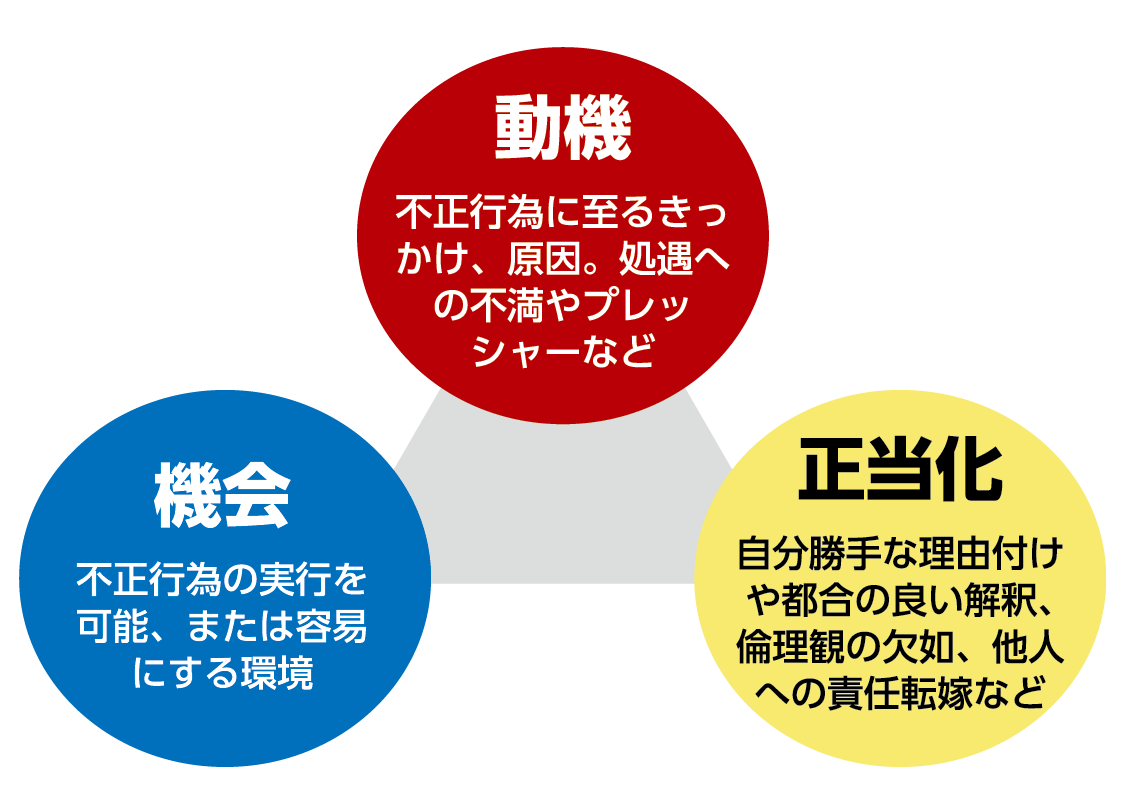 動機
不正行為に至るきっ
かけ、原因。処遇へ
の不満やプレッ
シャーなど
機会
不正行為の実行を
可能、または容易
にする環境
正当化
自分勝手な理由付け
や都合の良い解釈、
倫理観の欠如、他人
への責任転嫁など